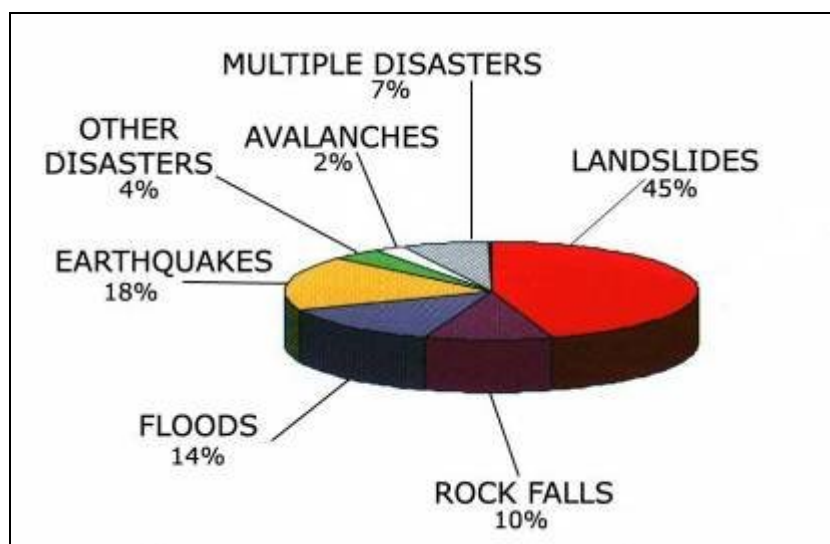 MULTIPLE DISASTERS
7%
OTHER
DISASTERS
4%
AVALANCHES
2%
LANDSLIDES
45%
EARTHQUAKES
18%
FLOODS
14%
ROCK FALLS
10%